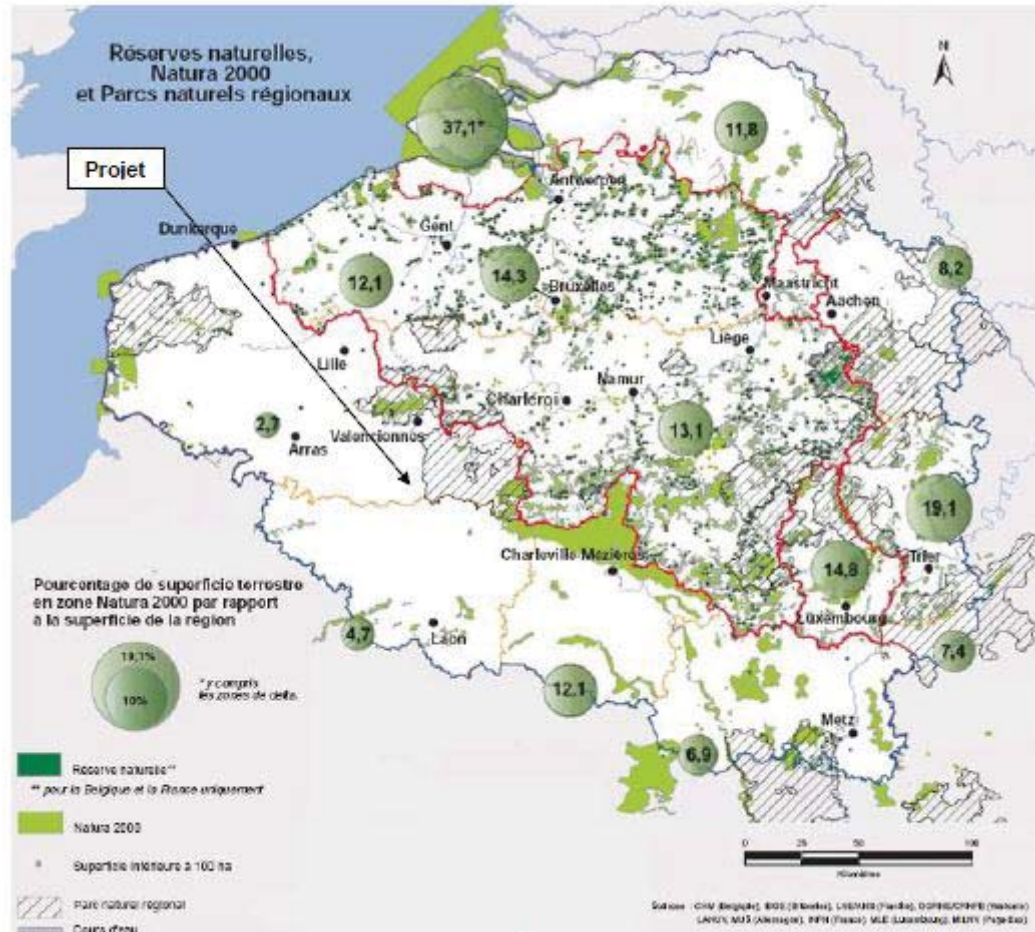 Réserves naturelles,
Natura 2000
et Parcs naturels régionaux
N
37,1*
11,8
Projet
Antwerpen
Dunkerque
Gent
8,2
12,1
14,3
Bruxelles
Maastricht
Aachen
Lille
Liège
Namur
Charleroi
2,7
Valenciennes
13,1
Arras
19,1
Charleville-Mézières
Trier
14,8
Pourcentage de superficie terrestre
en zone Natura 2000 par rapport
à la superficie de la région
Luxembourg
4,7
Laon
7,4
19,1%
* y compris
les zones de delta.
10%
12,1
Metz
6,9
Réserve naturelle**
** pour la Belgique et la France uniquement
Natura 2000
Superficie inférieure à 100 ha
0 25 50 100
Kilomètres
Parc naturel régional
Cours d'eau